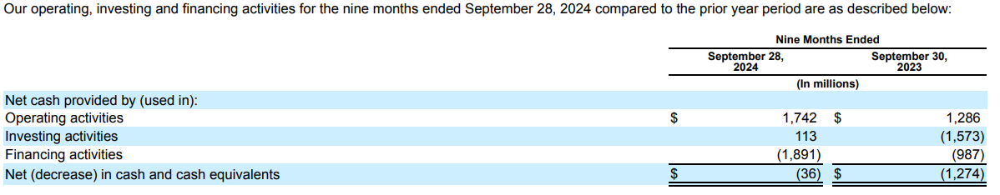 Our operating, investing and financing activities for the nine months ended September 28, 2024 compared to the prior year period are as described below:
Nine Months Ended
September 28, 2024 September 30, 2023
(In millions)
Net cash provided by (used in):
Operating activities $ 1,742 $ 1,286
Investing activities 113 (1,573)
Financing activities (1,891) (987)
Net (decrease) in cash and cash equivalents $ (36) $ (1,274)